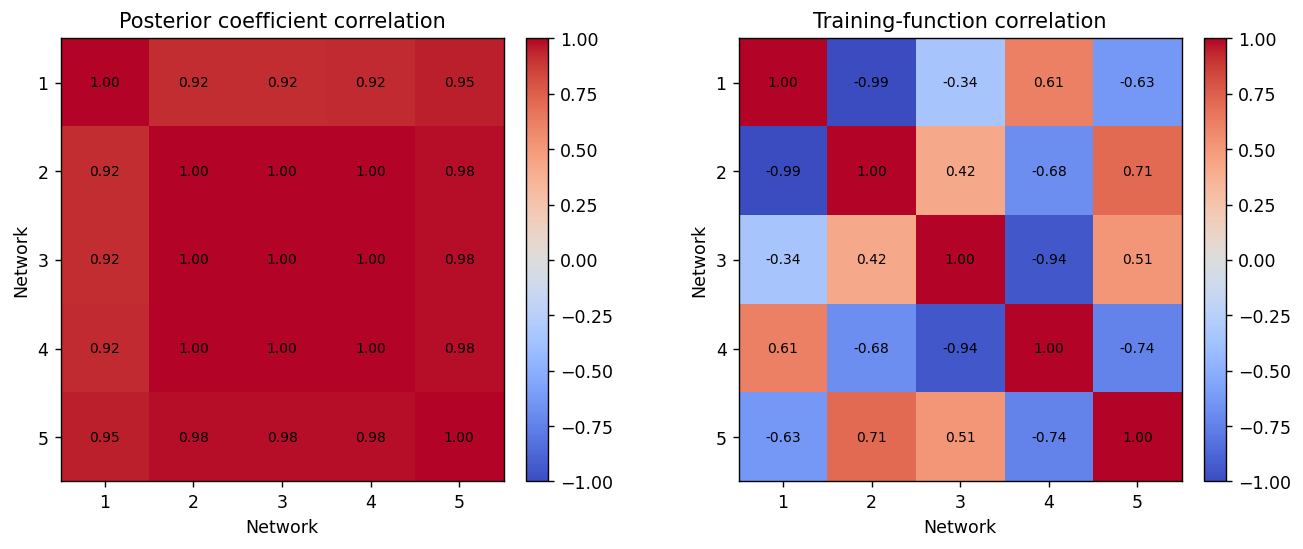 Posterior coefficient correlation
1 1.00 0.92 0.92 0.92 0.95
2 0.92 1.00 1.00 1.00 0.98
3 0.92 1.00 1.00 1.00 0.98
4 0.92 1.00 1.00 1.00 0.98
5 0.95 0.98 0.98 0.98 1.00
1 2 3 4 5
Network
Network
1.00
0.75
0.50
0.25
0.00
−0.25
−0.50
−0.75
−1.00
Training-function correlation
1 1.00 -0.99 -0.34 0.61 -0.63
2 -0.99 1.00 0.42 -0.68 0.71
3 -0.34 0.42 1.00 -0.94 0.51
4 0.61 -0.68 -0.94 1.00 -0.74
5 -0.63 0.71 0.51 -0.74 1.00
1 2 3 4 5
Network
Network
1.00
0.75
0.50
0.25
0.00
−0.25
−0.50
−0.75
−1.00